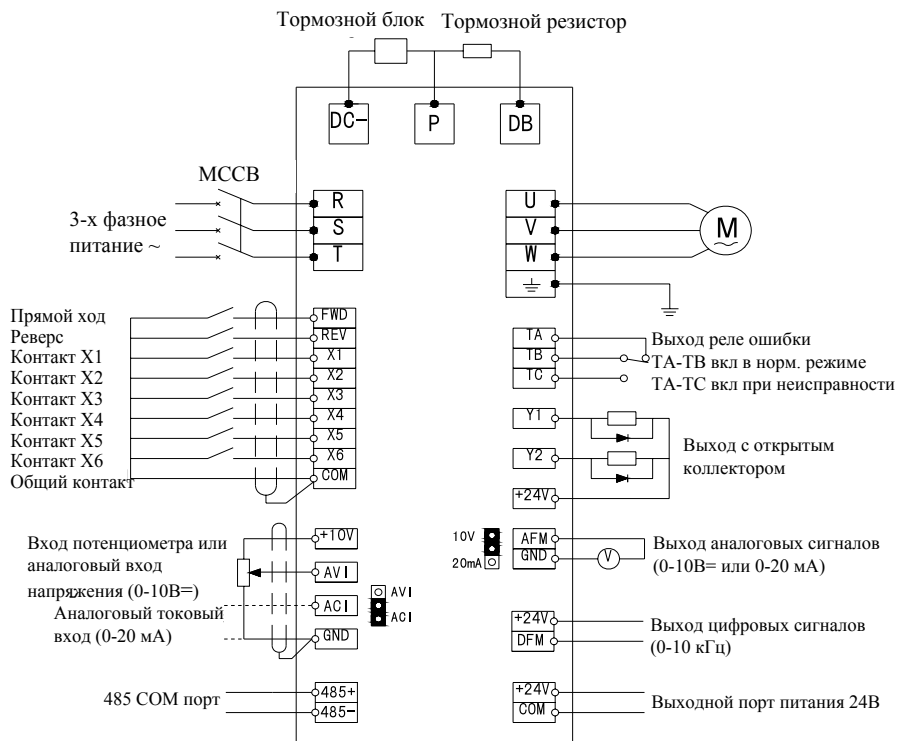 Тормозной блок Тормозной резистор
DC- P DB
MCCB
3-х фазное
питание ~
R
S
T
U
V
W
M
~
Прямой ход
Реверс
Контакт X1
Контакт X2
Контакт X3
Контакт X4
Контакт X5
Контакт X6
Общий контакт
FWD
REV
X1
X2
X3
X4
X5
X6
COM
TA
TB
TC
Выход реле ошибки
TA-TB вкл в норм. режиме
TA-TC вкл при неисправности
Y1
Y2
+24V
Выход с открытым
коллектором
Вход потенциометра или
аналоговый вход
напряжения (0-10В=)
Аналоговый токовый
вход (0-20 мА)
+10V
AVI
ACI
GND
AVI
ACI
10V
20mA
AFM
GND
V
Выход аналоговых сигналов
(0-10В= или 0-20 мА)
+24V
DFM
Выход цифровых сигналов
(0-10 кГц)
485 COM порт
485+
485-
+24V
COM
Выходной порт питания 24В